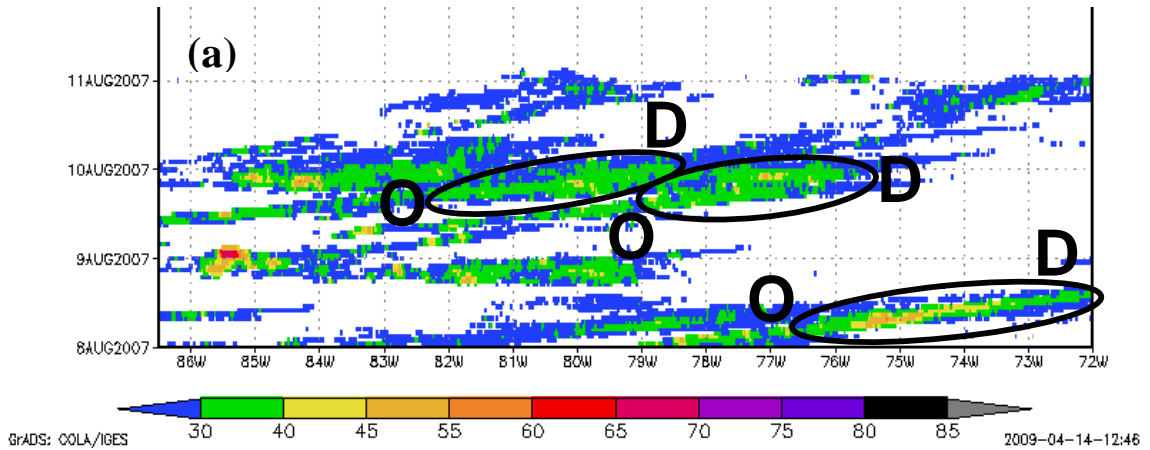 (a)
11AUG2007
D
10AUG2007
O
D
O
9AUG2007
D
O
8AUG2007
86W 85W 84W 83W 82W 81W 80W 79W 78W 77W 76W 75W 74W 73W 72W
30 40 45 55 60 65 70 75 80 85
GrADS: COLA/IGES
2009-04-14-12:46